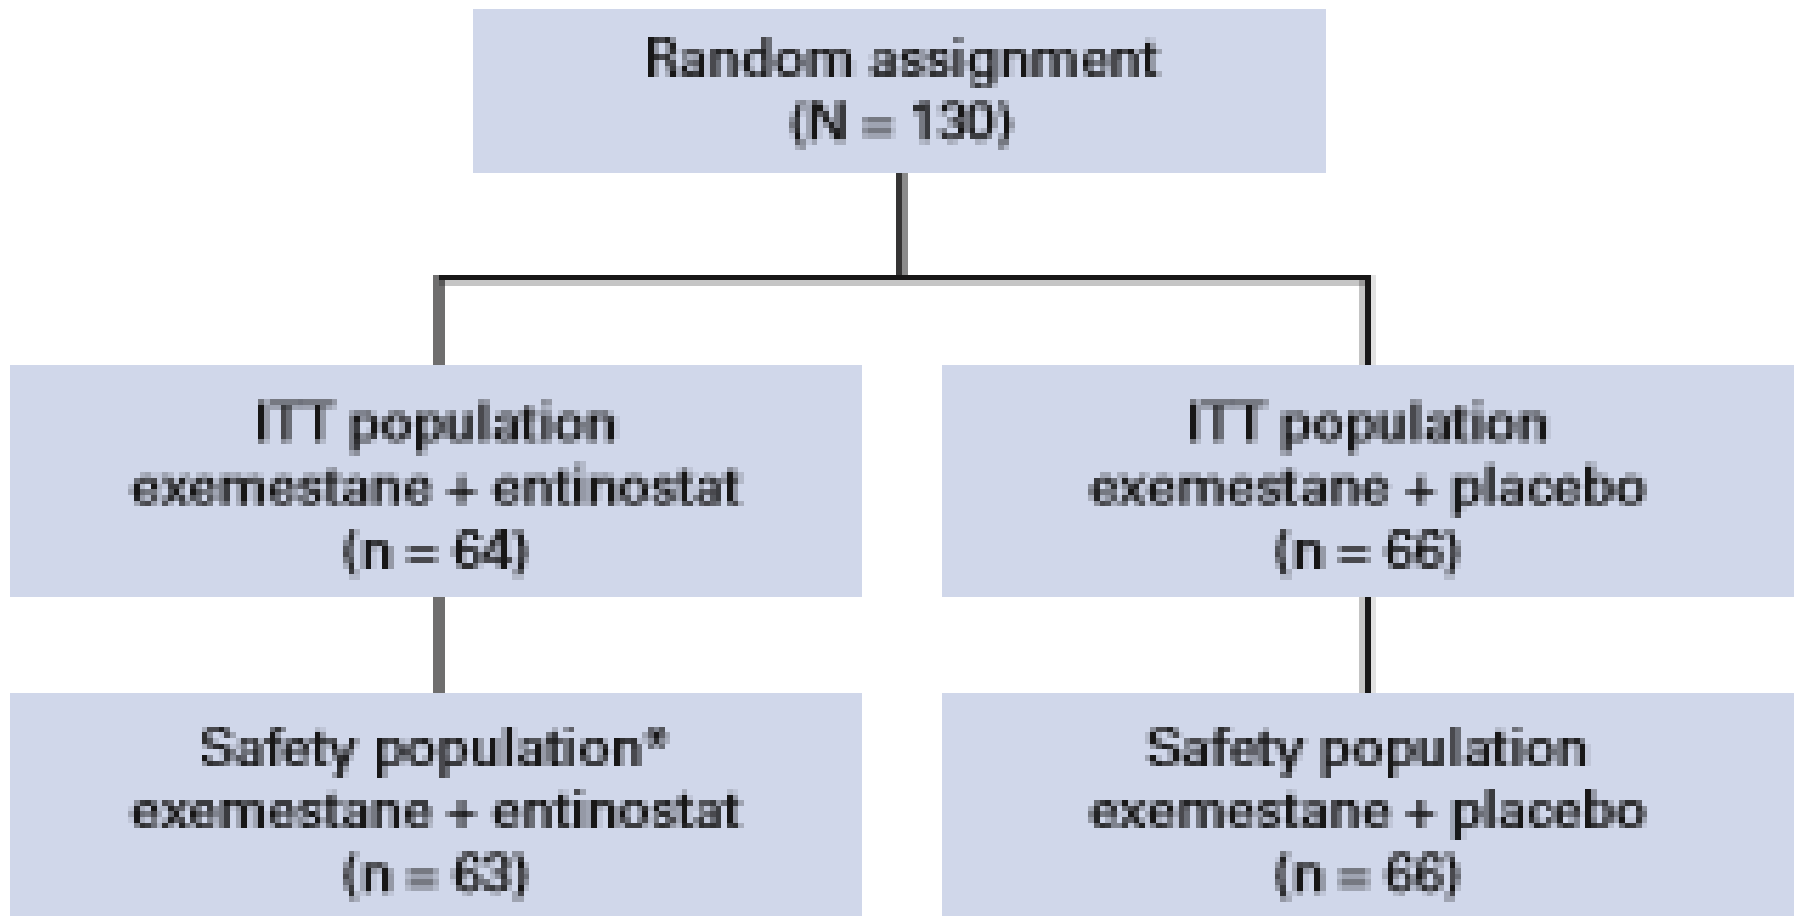 Random assignment
(N = 130)
ITT population
exemestane + entinostat
(n = 64)
ITT population
exemestane + placebo
(n = 66)
Safety population*
exemestane + entinostat
(n = 63)
Safety population
exemestane + placebo
(n = 66)